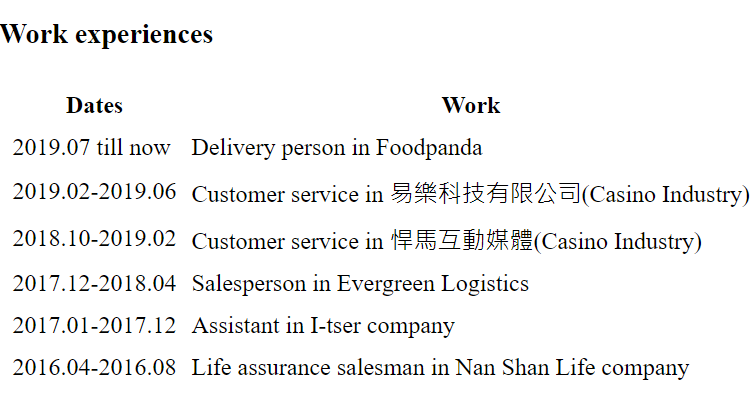 Work experiences
Dates Work
2019.07 till now Delivery person in Foodpanda
2019.02-2019.06 Customer service in 易樂科技有限公司(Casino Industry)
2018.10-2019.02 Customer service in 悍馬互動媒體(Casino Industry)
2017.12-2018.04 Salesperson in Evergreen Logistics
2017.01-2017.12 Assistant in I-tser company
2016.04-2016.08 Life assurance salesman in Nan Shan Life company